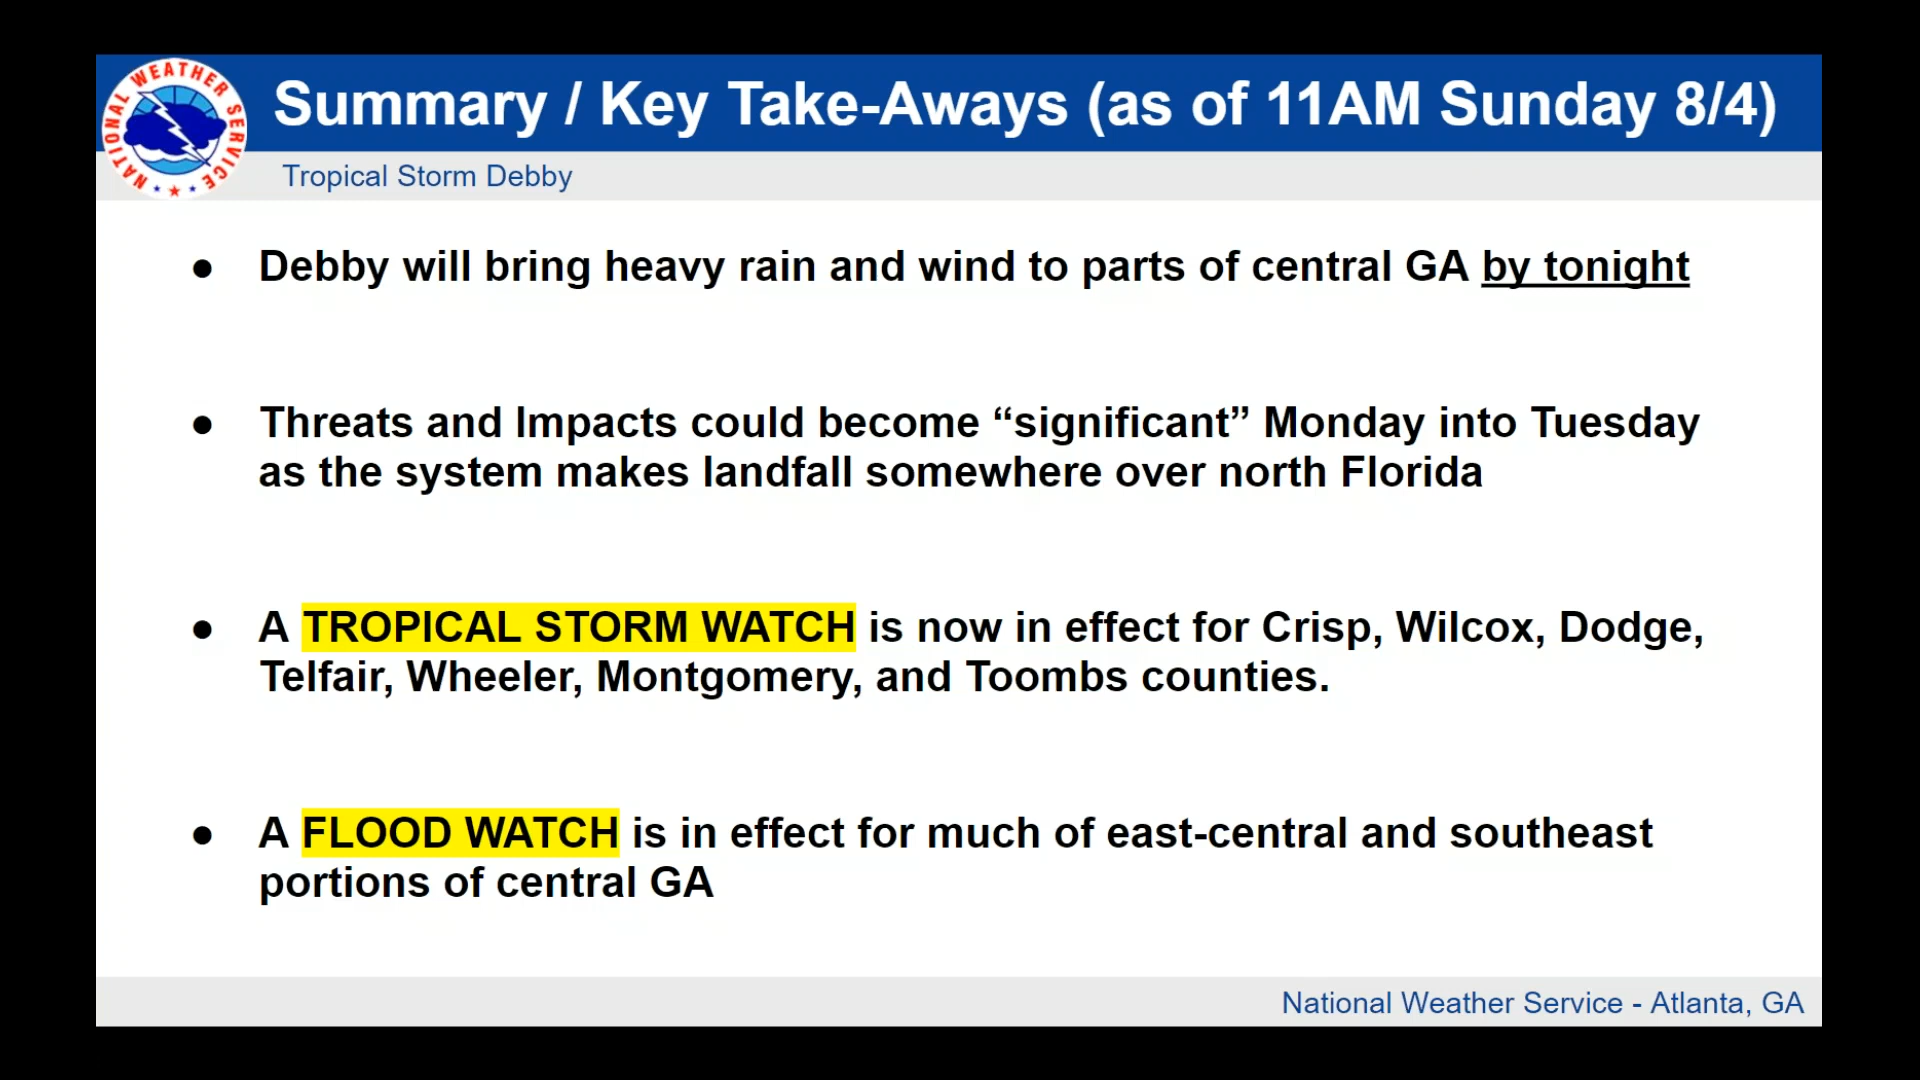 NATIONAL WEATHER SERVICE
Summary / Key Take-Aways (as of 11AM Sunday 8/4)
Tropical Storm Debby
● Debby will bring heavy rain and wind to parts of central GA by tonight
● Threats and Impacts could become “significant” Monday into Tuesday
as the system makes landfall somewhere over north Florida
● A TROPICAL STORM WATCH is now in effect for Crisp, Wilcox, Dodge,
Telfair, Wheeler, Montgomery, and Toombs counties.
● A FLOOD WATCH is in effect for much of east-central and southeast
portions of central GA
National Weather Service - Atlanta, GA